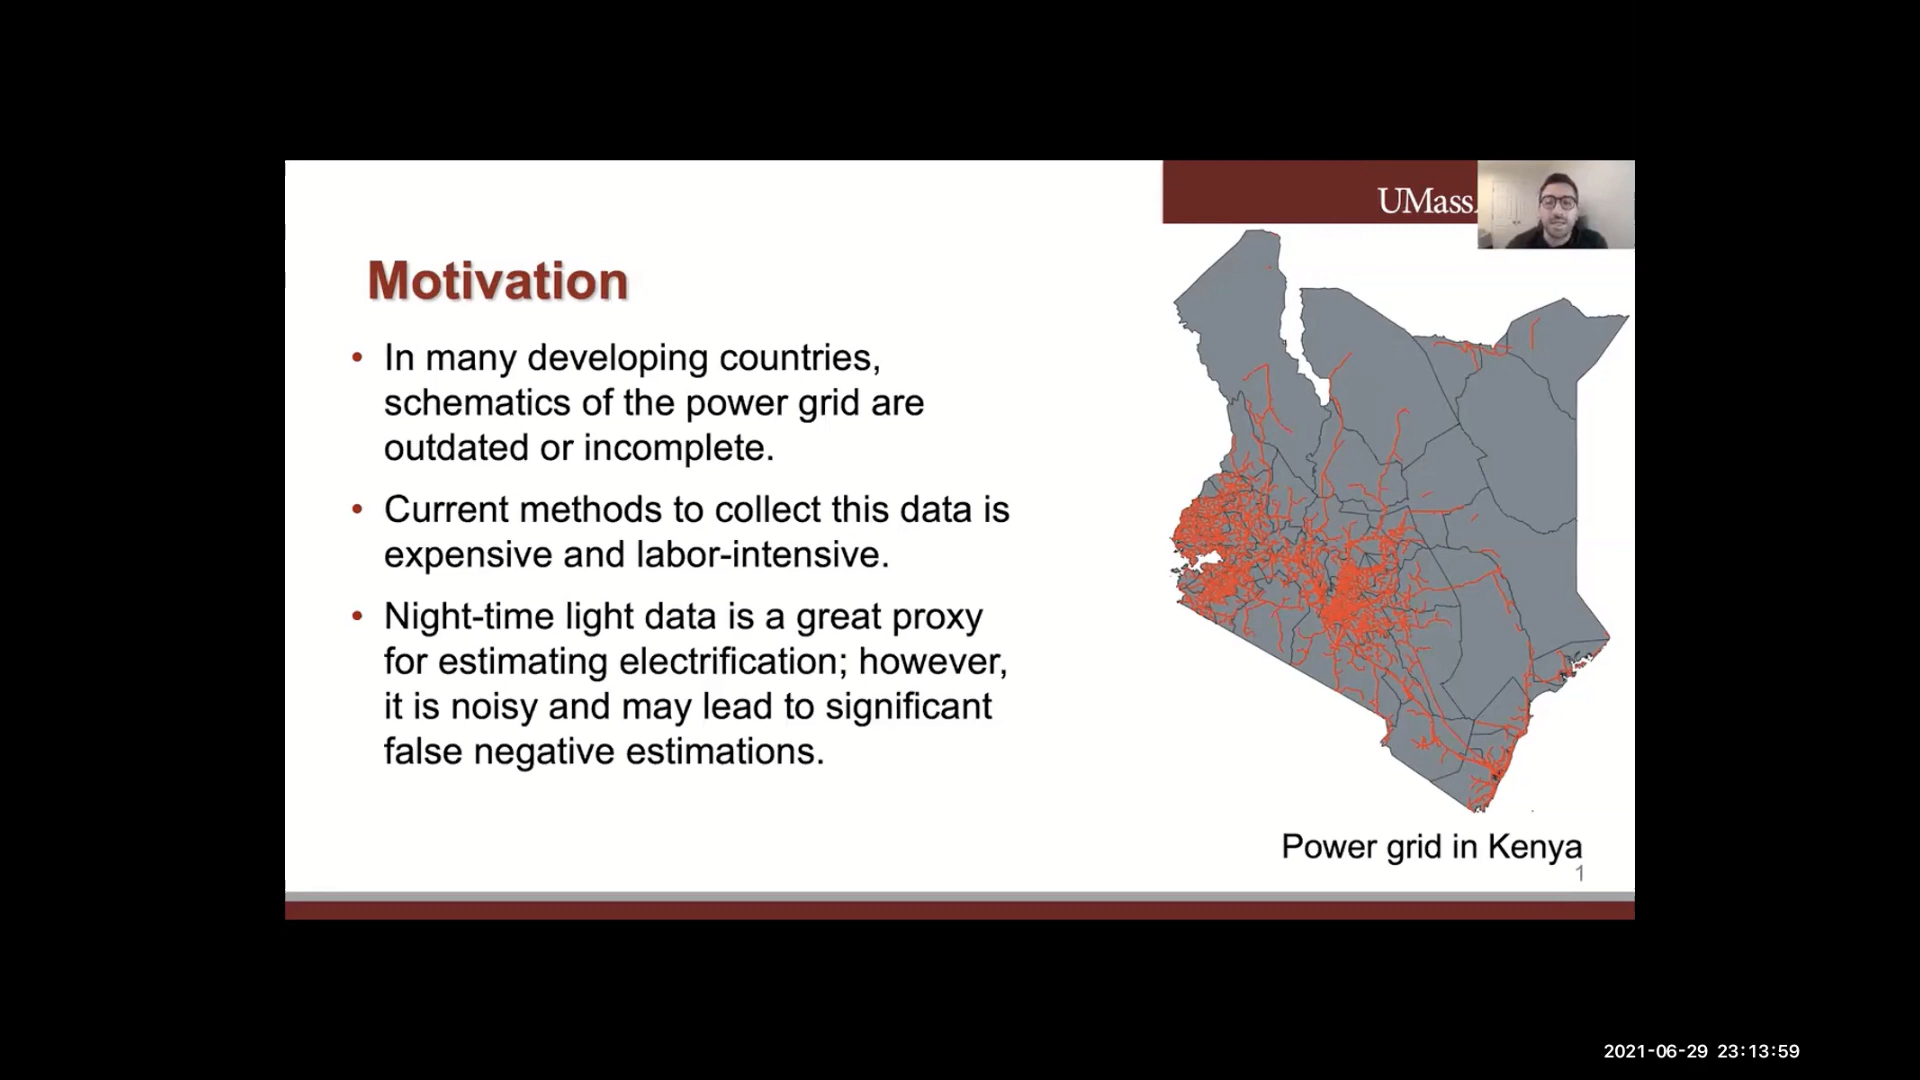 UMass
Motivation
• In many developing countries,
schematics of the power grid are
outdated or incomplete.
• Current methods to collect this data is
expensive and labor-intensive.
• Night-time light data is a great proxy
for estimating electrification; however,
it is noisy and may lead to significant
false negative estimations.
Power grid in Kenya
1
2021-06-29 23:13:59